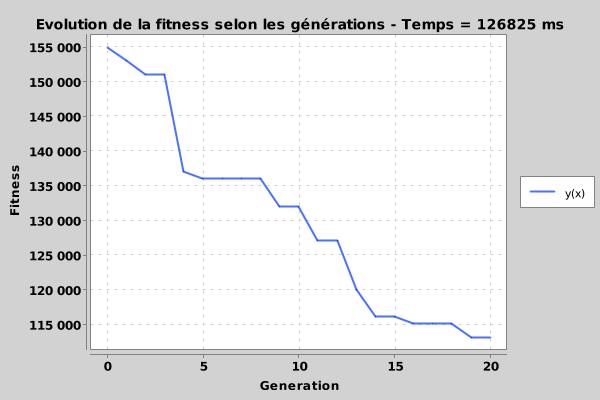 Evolution de la fitness selon les générations - Temps = 126825 ms
155 000
150 000
145 000
140 000
135 000
130 000
125 000
120 000
115 000
Fitness
0 5 10 15 20
Generation
y(x)